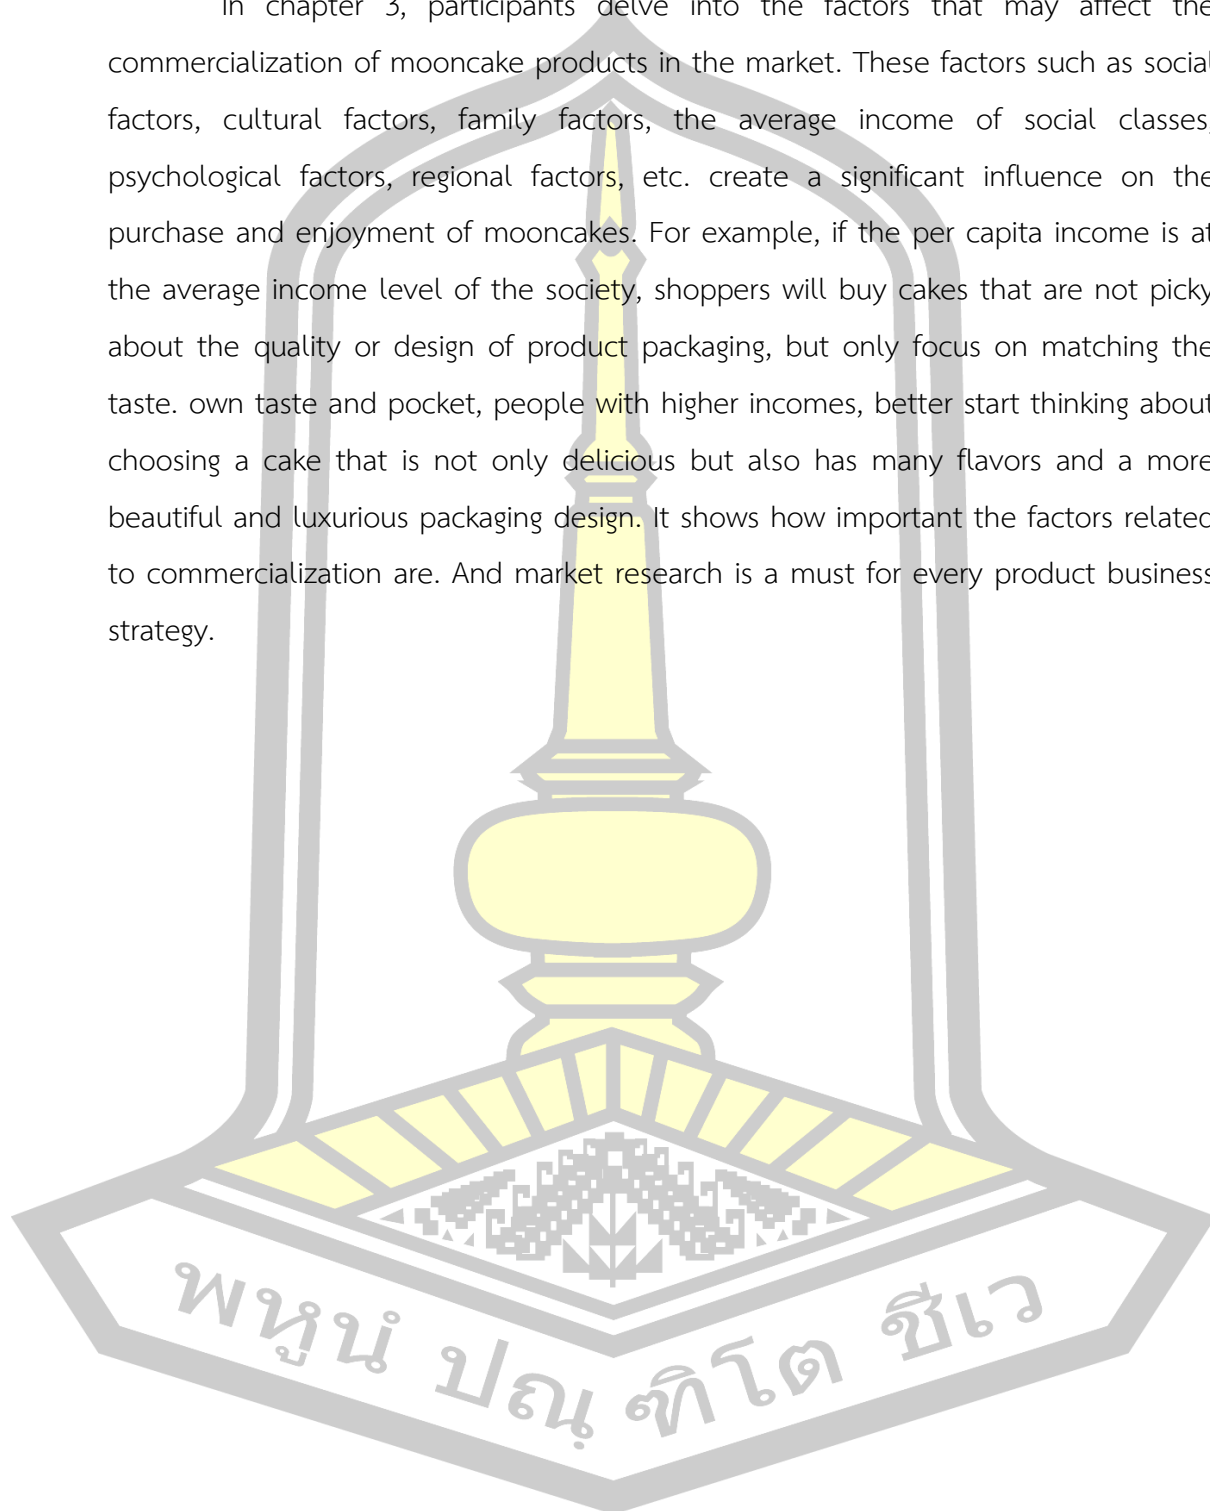 In chapter 3, participants delve into the factors that may affect the
commercialization of mooncake products in the market. These factors such as social
factors, cultural factors, family factors, the average income of social classes,
psychological factors, regional factors, etc. create a significant influence on the
purchase and enjoyment of mooncakes. For example, if the per capita income is at
the average income level of the society, shoppers will buy cakes that are not picky
about the quality or design of product packaging, but only focus on matching the
taste. own taste and pocket, people with higher incomes, better start thinking about
choosing a cake that is not only delicious but also has many flavors and a more
beautiful and luxurious packaging design. It shows how important the factors related
to commercialization are. And market research is a must for every product business
strategy.
พหูนํ ปณฺ ฑิโต ชีเว